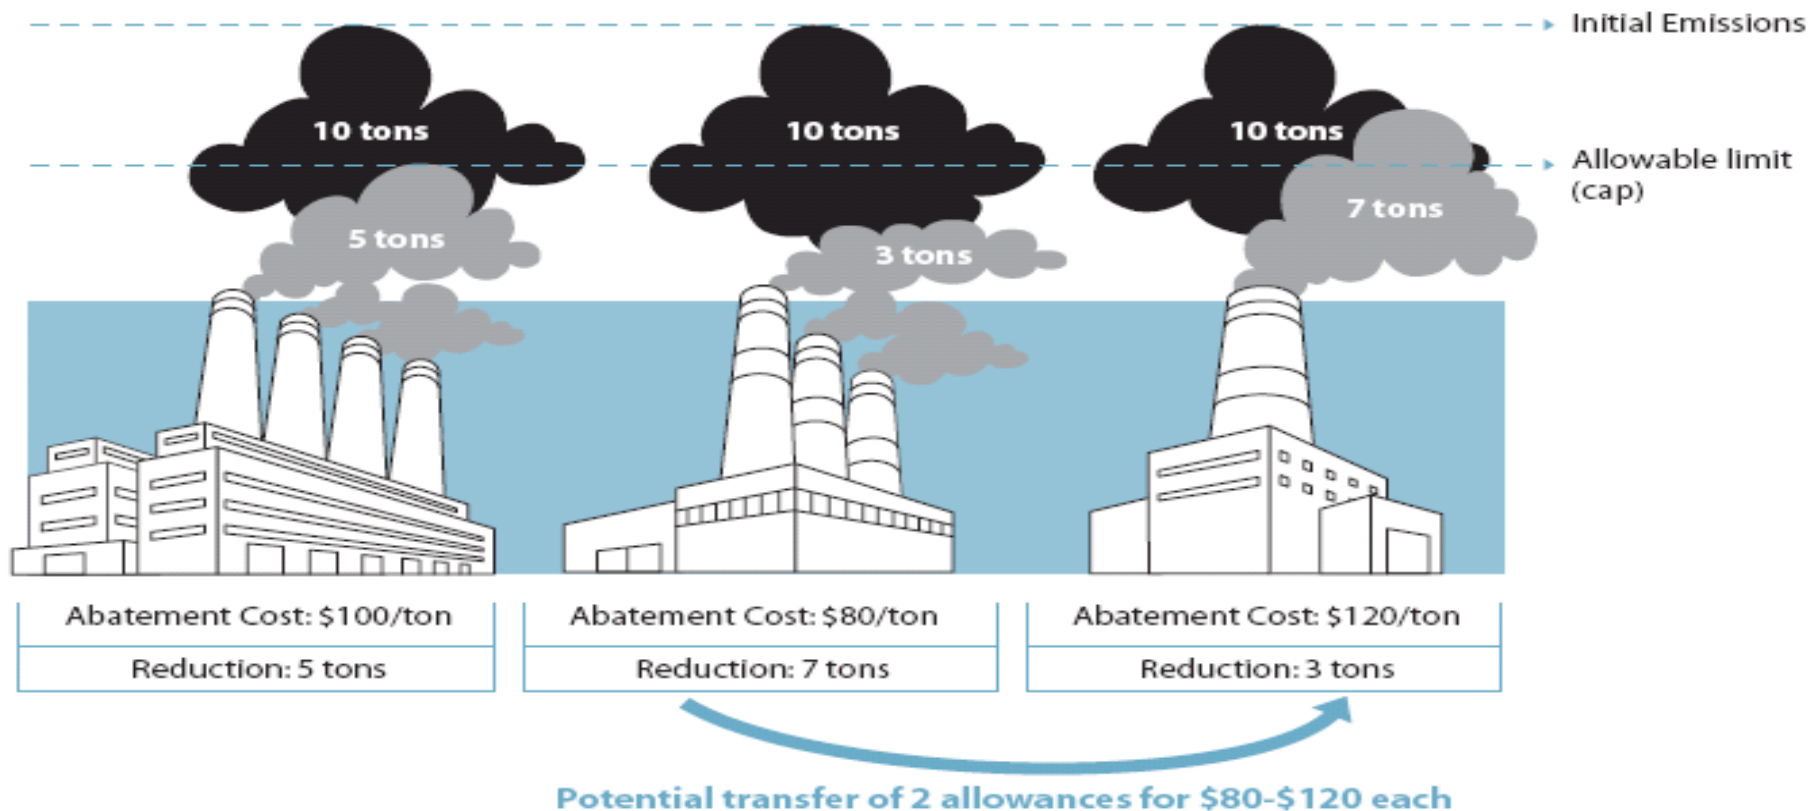 Initial Emissions
10 tons
10 tons
10 tons
Allowable limit
(cap)
5 tons
3 tons
7 tons
Abatement Cost: $100/ton
Reduction: 5 tons
Abatement Cost: $80/ton
Reduction: 7 tons
Abatement Cost: $120/ton
Reduction: 3 tons
Potential transfer of 2 allowances for $80-$120 each